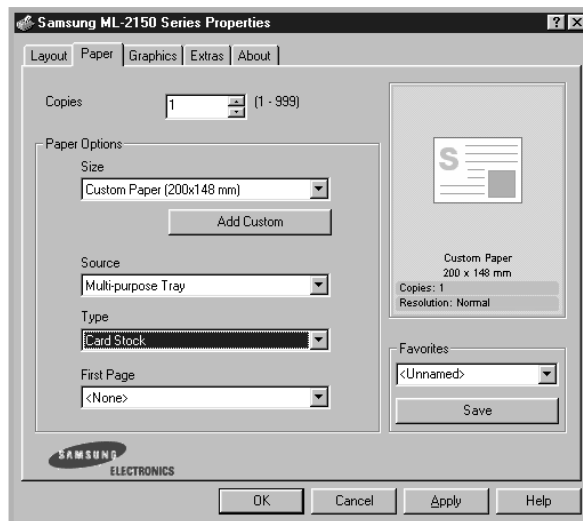 Samsung ML-2150 Series Properties
Layout Paper Graphics Extras About
Copies 1 (1 - 999)
Paper Options
Size
Custom Paper (200x148 mm)
Add Custom
Source
Multi-purpose Tray
Type
Card Stock
First Page
<None>
S
Custom Paper
200 x 148 mm
Copies: 1
Resolution: Normal
Favorites
<Unnamed>
Save
SAMSUNG
ELECTRONICS
OK Cancel Apply Help